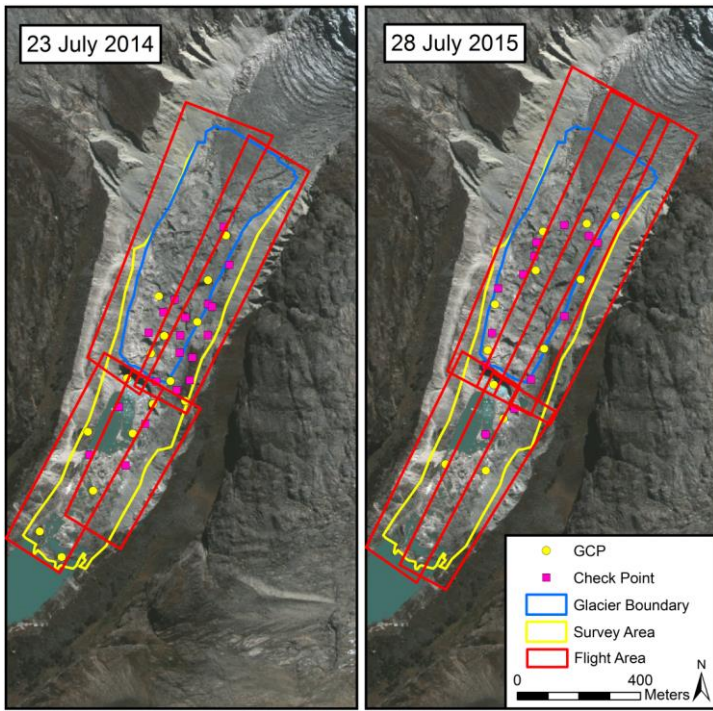 23 July 2014
28 July 2015
GCP
Check Point
Glacier Boundary
Survey Area
Flight Area
N
0 400
Meters